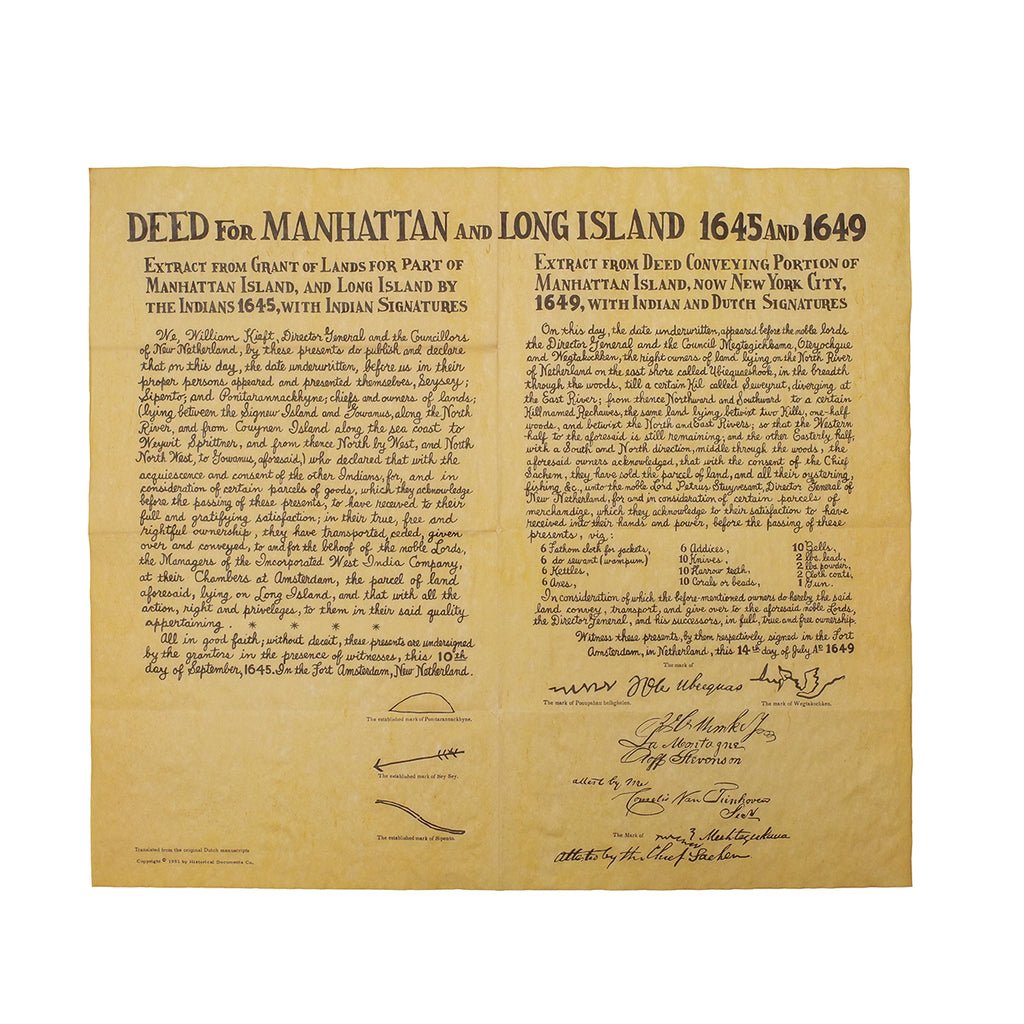 DEED FOR MANHATTAN AND LONG ISLAND 1645 AND 1649
EXTRACT FROM GRANT OF LANDS FOR PART OF
MANHATTAN ISLAND, AND LONG ISLAND BY
THE INDIANS 1645, WITH INDIAN SIGNATURES
We, William Kieft, Director General and the Councillors
of New Netherland, by these presents do publish and declare
that on this day, the date underwritten, before us in their
proper persons appeared and presented themselves, Seysey;
Sipento; and Ponitarannackhyne; chiefs and owners of lands;
(lying between the Signew Island and Gowanus, along the North
River, and from Couynen Island along the sea coast to
Weywit Sprittner, and from thence North by West, and North
North West, to Gowanus, aforesaid,) who declared that with the
acquiescence and consent of the other Indians, for, and in
consideration of certain parcels of goods, which they acknowledge
before the passing of these presents, to have received to their
full and gratifying satisfaction; in their true, free and
rightful ownership, they have transported, ceded, given
over and conveyed, to and for the behoof of the noble Lords,
the Managers of the Incorporated West India Company,
at their Chambers at Amsterdam, the parcel of land
aforesaid, lying on Long Island, and that with all the
action, right and priveleges, to them in their said quality
appertaining. * * * *
All in good faith; without deceit, these presents are undersigned
by the grantors in the presence of witnesses, this 10th
day of September, 1645. In the Fort Amsterdam, New Netherland.
The established mark of Ponitarannackhyne.
The established mark of Sey Sey.
The established mark of Sipento.
Translated from the original Dutch manuscripts
Copyright © 1951 by Historical Documents Co.,
EXTRACT FROM DEED CONVEYING PORTION OF
MANHATTAN ISLAND, NOW NEW YORK CITY,
1649, WITH INDIAN AND DUTCH SIGNATURES
On this day, the date underwritten, appeared before the noble lords
the Director General and the Council Megtegichkama, Oteyochgue
and Wegtakochken, the right owners of land lying on the North River
of Netherland on the east shore called Ubiequaeshook, in the breadth
through the woods, till a certain Kil called Seweyrut, diverging at
the East River; from thence Northward and Southward to a certain
Kill named Rechawes, the same land lying, betwixt two Kills, one-half
woods, and betwixt the North and East Rivers; so that the Western
half to the aforesaid is still remaining; and the other Easterly half,
with a South and North direction, middle through the woods, the
aforesaid owners acknowledged, that with the consent of the Chief
Sachem, they have sold the parcel of land, and all their oystering,
fishing, &c., unto the noble Lord Petrus Stuyvesant, Director General of
New Netherland, for and in consideration of certain parcels of
merchandize, which they acknowledge to their satisfaction to have
received into their hands and power, before the passing of these
presents, viz:
6 Fathom cloth for jackets, 6 Addices, 10 Bells,
6 do sewant (wampum) 10 Knives, 2 lbs. lead,
6 Kettles, 10 Harrow teeth, 2 lbs powder,
6 Axes, 10 Corals or beads, 2 Cloth coats,
1 Gun.
In consideration of which the before-mentioned owners do hereby the said
land convey, transport, and give over to the aforesaid noble Lords,
the Director General, and his successors, in full, true and free ownership.
Witness these presents, by them respectively, signed in the Fort
Amsterdam, in Netherland, this 14th day of July Ao 1649
The mark of
Ubeequas
The mark of Ponupahou helbghelen.
The mark of Wegtakochken.
La Montagne
Stevonson
attest by me
Cornelis Van Tienhoven
Sec
The Mark of
attested by th Chief Sachem